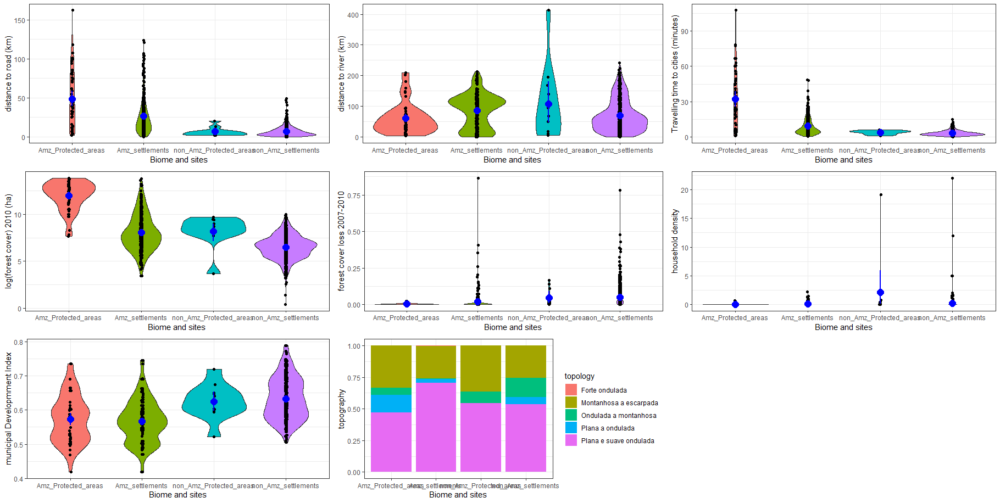 distance to road (km)
150
100
50
0
Amz_Protected_areas
Amz_settlements
non_Amz_Protected_areas
non_Amz_settlements
Biome and sites
distance to river (km)
400
300
200
100
0
Amz_Protected_areas
Amz_settlements
non_Amz_Protected_areas
non_Amz_settlements
Biome and sites
Travelling time to cities (minutes)
90
60
30
0
Amz_Protected_areas
Amz_settlements
non_Amz_Protected_areas
non_Amz_settlements
Biome and sites
log(forest cover) 2010 (ha)
10
5
0
Amz_Protected_areas
Amz_settlements
non_Amz_Protected_areas
non_Amz_settlements
Biome and sites
forest cover loss 2007-2010
0.75
0.50
0.25
0.00
Amz_Protected_areas
Amz_settlements
non_Amz_Protected_areas
non_Amz_settlements
Biome and sites
household density
20
15
10
5
0
Amz_Protected_areas
Amz_settlements
non_Amz_Protected_areas
non_Amz_settlements
Biome and sites
municipal Developmment Index
0.8
0.7
0.6
0.5
0.4
Amz_Protected_areas
Amz_settlements
non_Amz_Protected_areas
non_Amz_settlements
Biome and sites
topography
1.00
0.75
0.50
0.25
0.00
Amz_Protected_areas
Amz_settlements
non_Amz_Protected_areas
non_Amz_settlements
Biome and sites
topology
Forte ondulada
Montanhosa a escarpada
Ondulada a montanhosa
Plana a ondulada
Plana e suave ondulada